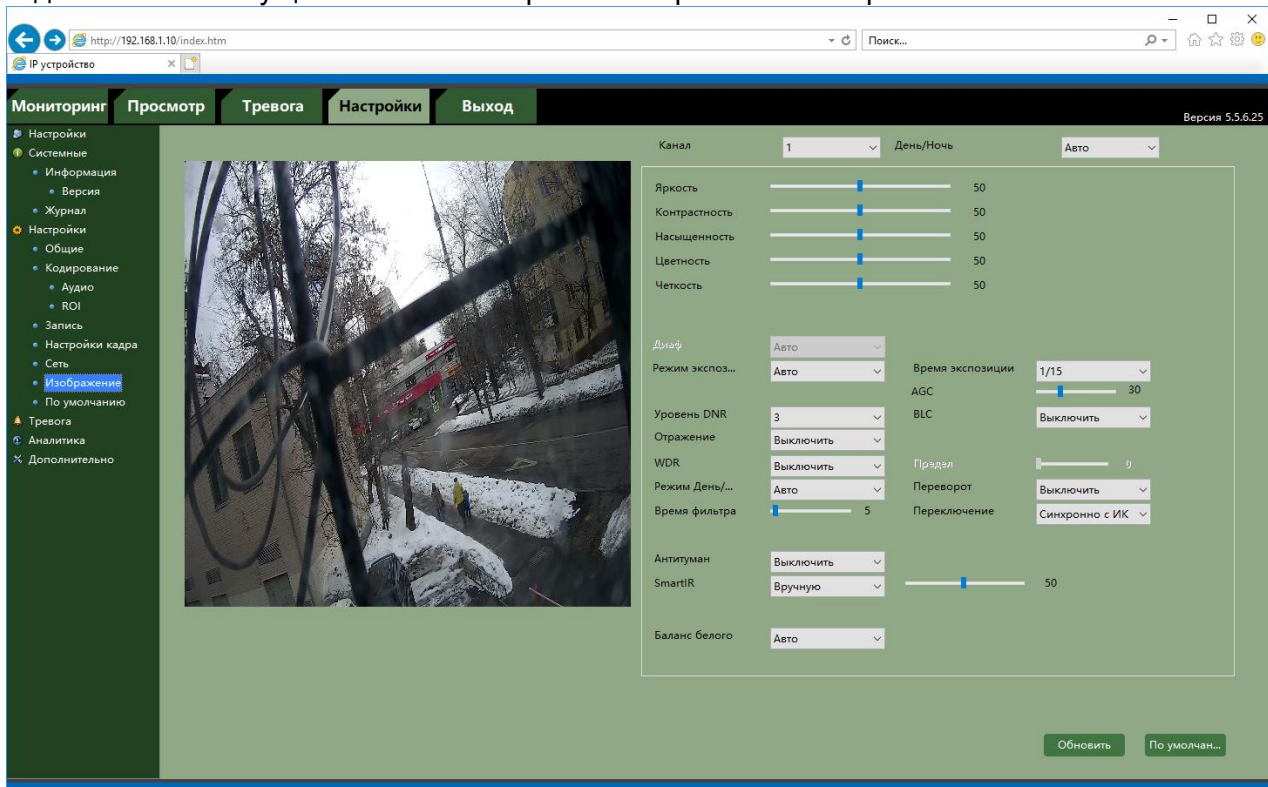 http://192.168.1.10/index.htm
Поиск...
IP устройство
Мониторинг Просмотр Тревога Настройки Выход
Версия 5.5.6.25
Настройки
Системные
Информация
Версия
Журнал
Настройки
Общие
Кодирование
Аудио
ROI
Запись
Настройки кадра
Сеть
Изображение
По умолчанию
Тревога
Аналитика
Дополнительно
Канал 1 День/Ночь Авто
Яркость 50
Контрастность 50
Насыщенность 50
Цветность 50
Четкость 50
Диаф Авто
Режим экспоз... Авто Время экспозиции 1/15
AGC 30
Уровень DNR 3 BLC Выключить
Отражение Выключить
WDR Выключить Предел 0
Режим День/... Авто Переворот Выключить
Время фильтра 5 Переключение Синхронно с ИК
Антитуман Выключить
SmartIR Вручную 50
Баланс белого Авто
Обновить По умолчан...